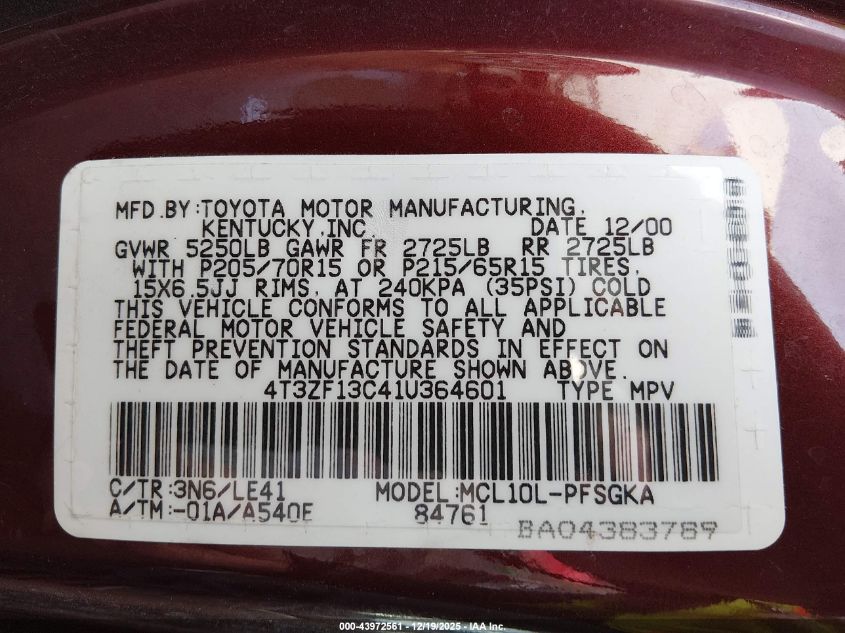 MFD.BY:TOYOTA MOTOR MANUFACTURING,
KENTUCKY,INC. DATE 12/00
GVWR 5250LB GAWR FR 2725LB RR 2725LB
WITH P205/70R15 OR P215/65R15 TIRES,
15X6.5JJ RIMS, AT 240KPA (35PSI) COLD
THIS VEHICLE CONFORMS TO ALL APPLICABLE
FEDERAL MOTOR VEHICLE SAFETY AND
THEFT PREVENTION STANDARDS IN EFFECT ON
THE DATE OF MANUFACTURE SHOWN ABOVE.
4T3ZF13C41U364601 TYPE MPV
C/TR:3N6/LE41 MODEL:MCL10L-PFSGKA
A/TM:-01A/A540E 84761
BA04383789
000-43972561 - 12/19/2025 - IAA Inc.